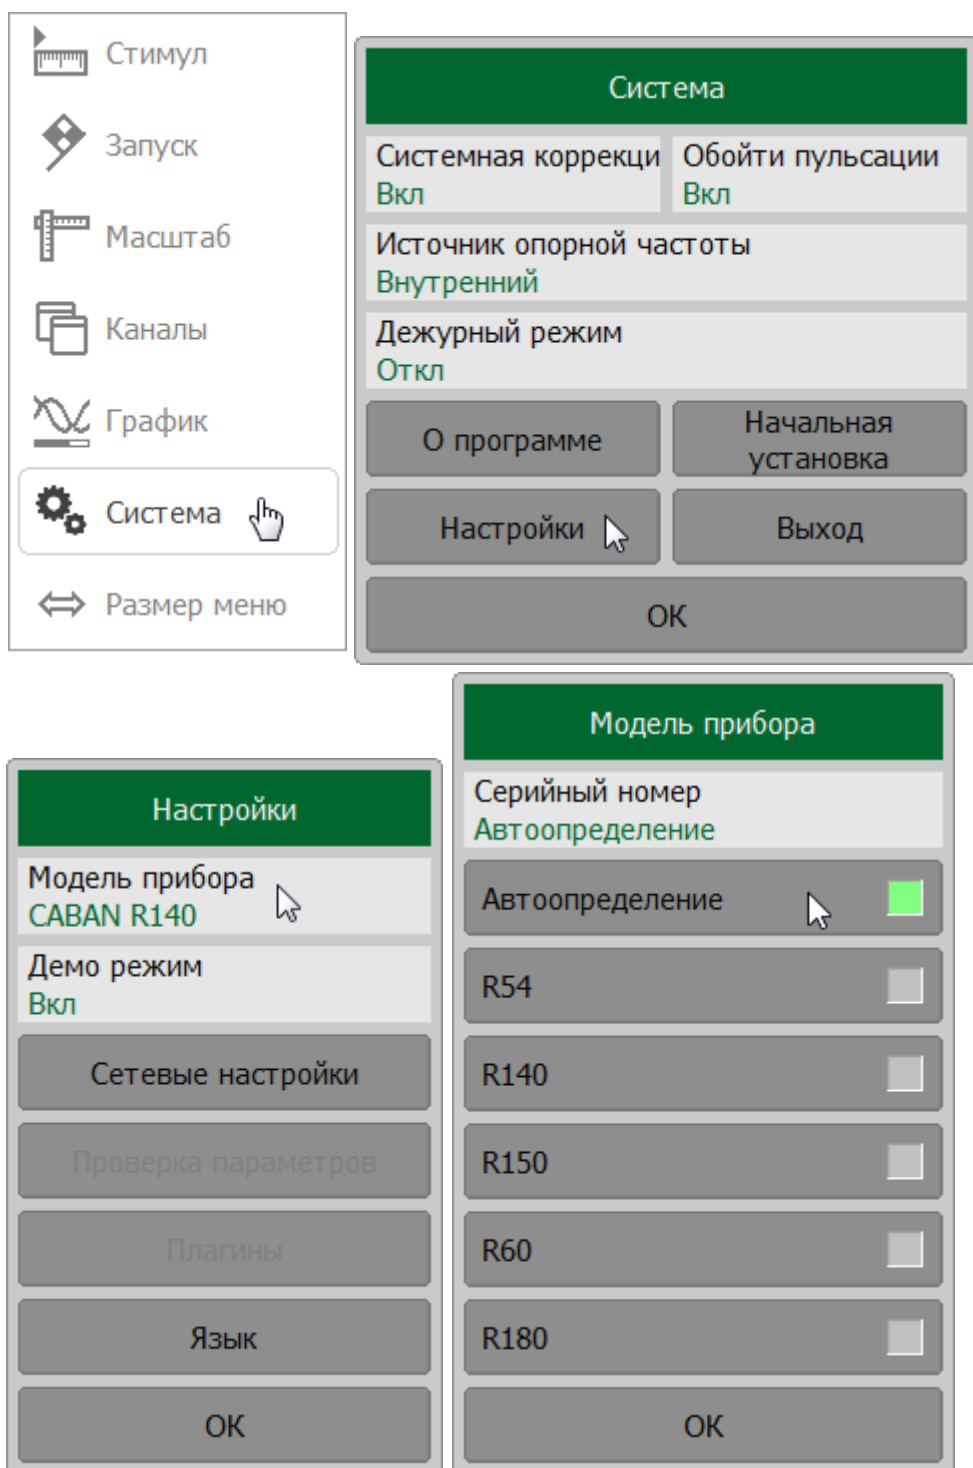 Стимул
Запуск
Масштаб
Каналы
График
Система
Размер меню
Система
Системная коррекци
Вкл
Обойти пульсации
Вкл
Источник опорной частоты
Внутренний
Дежурный режим
Откл
О программе
Начальная
установка
Настройки
Выход
ОК
Настройки
Модель прибора
CABAN R140
Демо режим
Вкл
Сетевые настройки
Проверка параметров
Плагины
Язык
ОК
Модель прибора
Серийный номер
Автоопределение
Автоопределение
R54
R140
R150
R60
R180
ОК